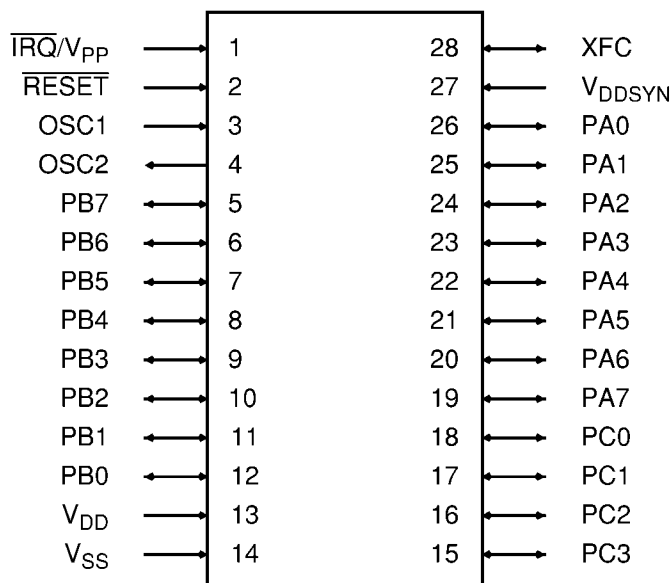 IRQ/VPP 1 28 XFC
RESET 2 27 VDDSYN
OSC1 3 26 PA0
OSC2 4 25 PA1
PB7 5 24 PA2
PB6 6 23 PA3
PB5 7 22 PA4
PB4 8 21 PA5
PB3 9 20 PA6
PB2 10 19 PA7
PB1 11 18 PC0
PB0 12 17 PC1
VDD 13 16 PC2
VSS 14 15 PC3